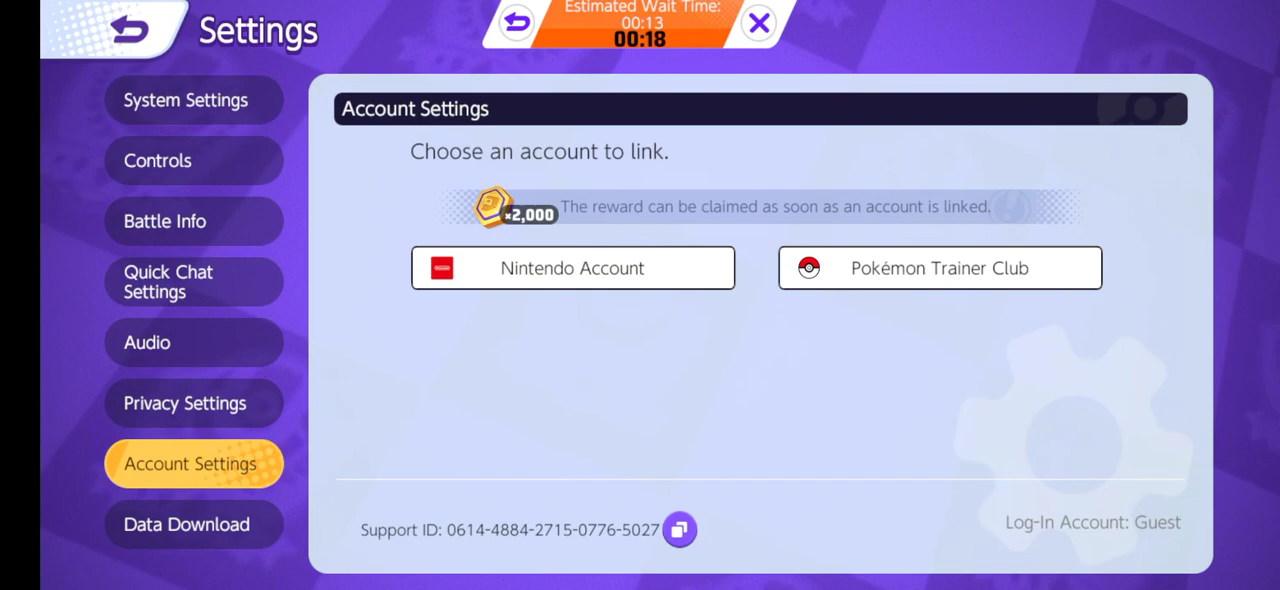 Settings
Estimated Wait Time:
00:13
00:18
System Settings
Controls
Battle Info
Quick Chat
Settings
Audio
Privacy Settings
Account Settings
Data Download
Account Settings
Choose an account to link.
×2,000
The reward can be claimed as soon as an account is linked.
Nintendo Account
Pokémon Trainer Club
Support ID: 0614-4884-2715-0776-5027
Log-In Account: Guest